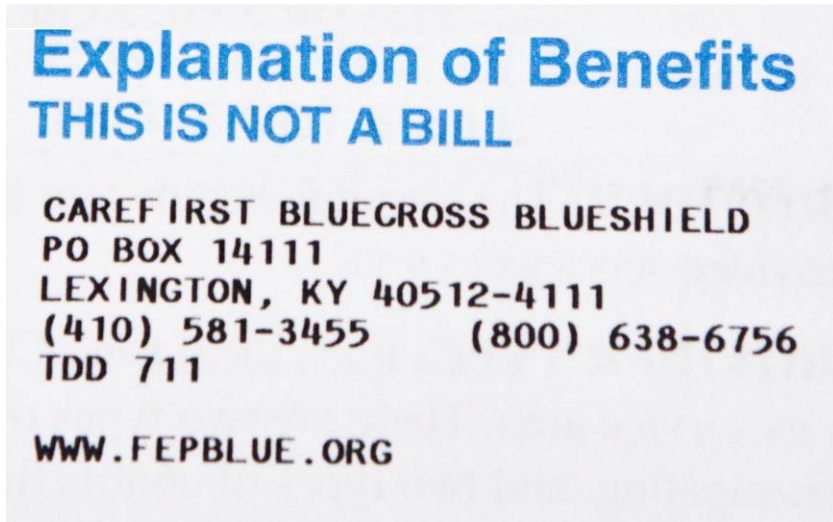 Explanation of Benefits
THIS IS NOT A BILL
CAREFIRST BLUECROSS BLUESHIELD
PO BOX 14111
LEXINGTON, KY 40512-4111
(410) 581-3455 (800) 638-6756
TDD 711
WWW.FEPBLUE.ORG